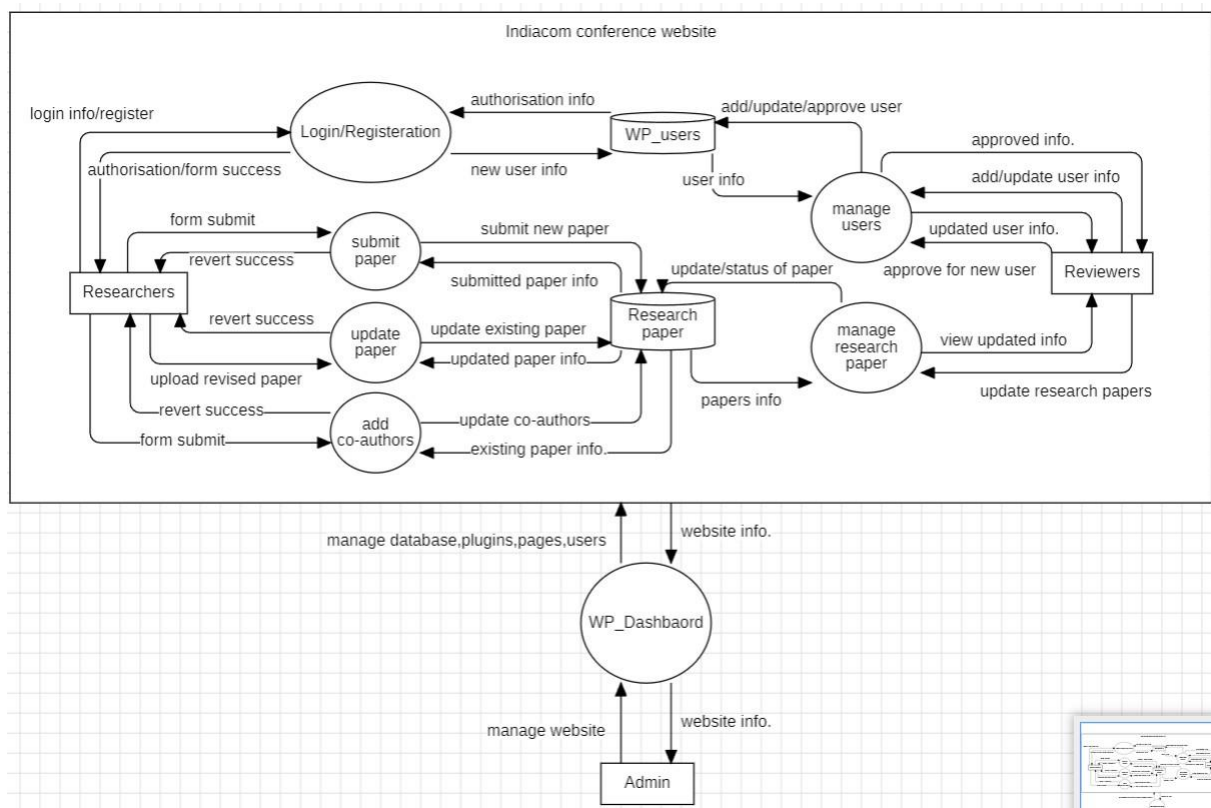 Indiacom conference website
login info/register
Login/Registeration
authorisation info
WP_users
add/update/approve user
approved info.
authorisation/form success
new user info
user info
add/update user info
manage
users
updated user info.
approve for new user
Reviewers
form submit
submit
paper
submit new paper
revert success
submitted paper info
update/status of paper
Researchers
Research
paper
revert success
update
paper
update existing paper
updated paper info
manage
research
paper
view updated info
upload revised paper
papers info
update research papers
revert success
add
co-authors
update co-authors
form submit
existing paper info.
manage database,plugins,pages,users
website info.
WP_Dashbaord
manage website
website info.
Admin